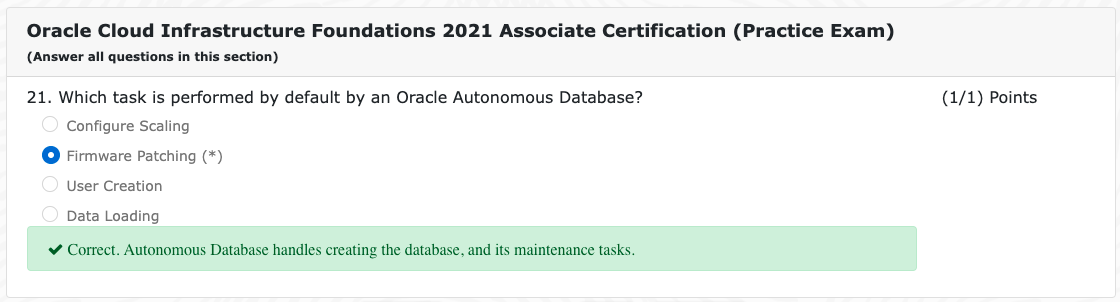 Oracle Cloud Infrastructure Foundations 2021 Associate Certification (Practice Exam)
(Answer all questions in this section)
21. Which task is performed by default by an Oracle Autonomous Database? (1/1) Points
Configure Scaling
Firmware Patching (*)
User Creation
Data Loading
✔ Correct. Autonomous Database handles creating the database, and its maintenance tasks.